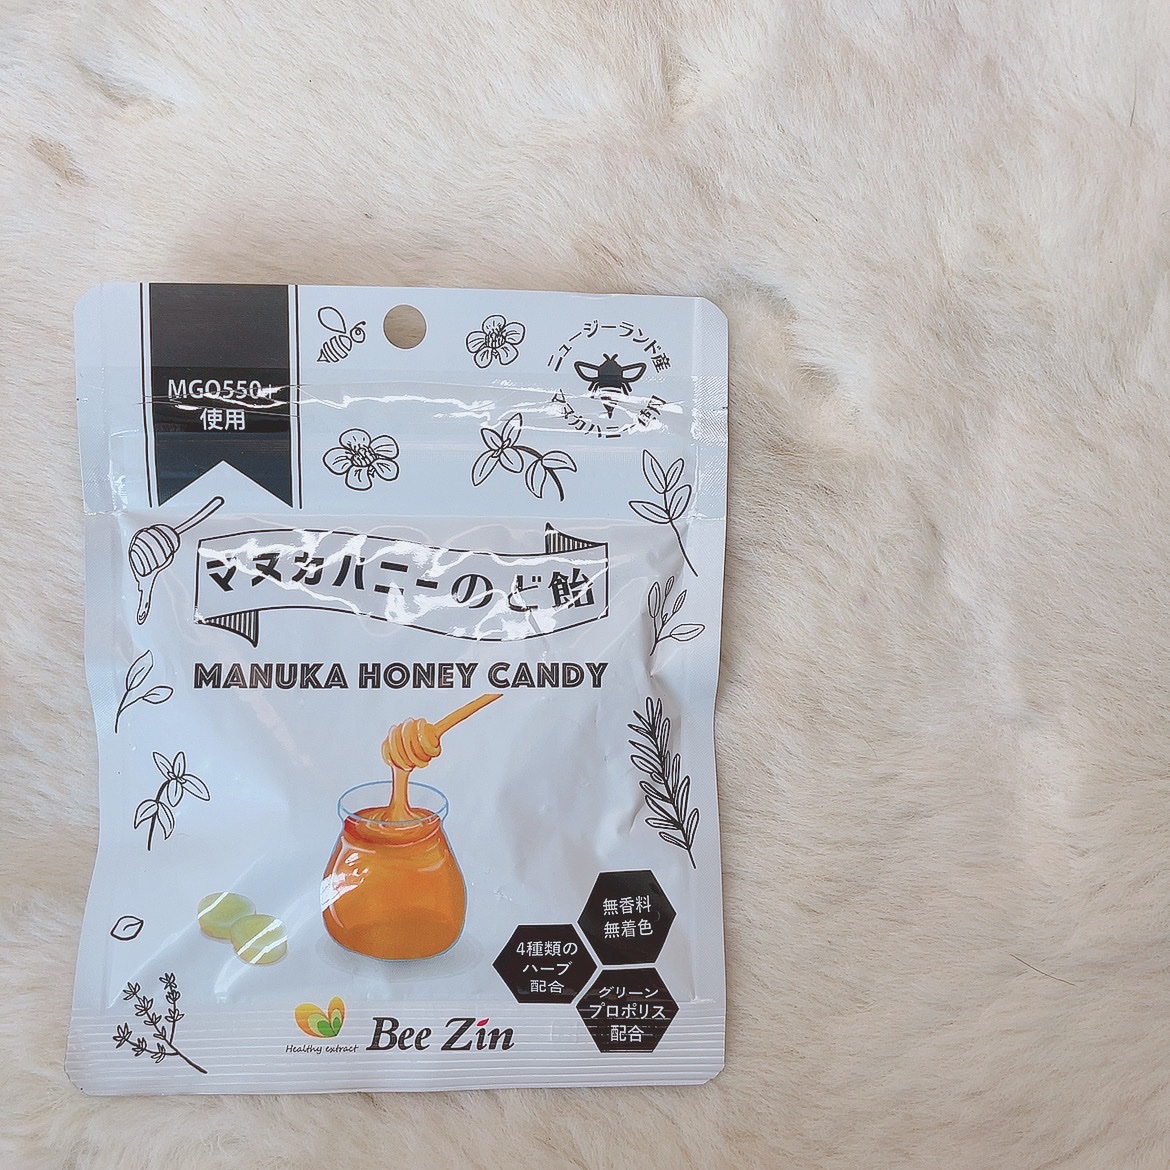 MGO550+
使用
ニュージーランド産
マヌカハニー使用
マヌカハニーのど飴
MANUKA HONEY CANDY
無香料
無着色
4種類の
ハーブ
配合
グリーン
プロポリス
配合
Healthy extract
Bee Zin